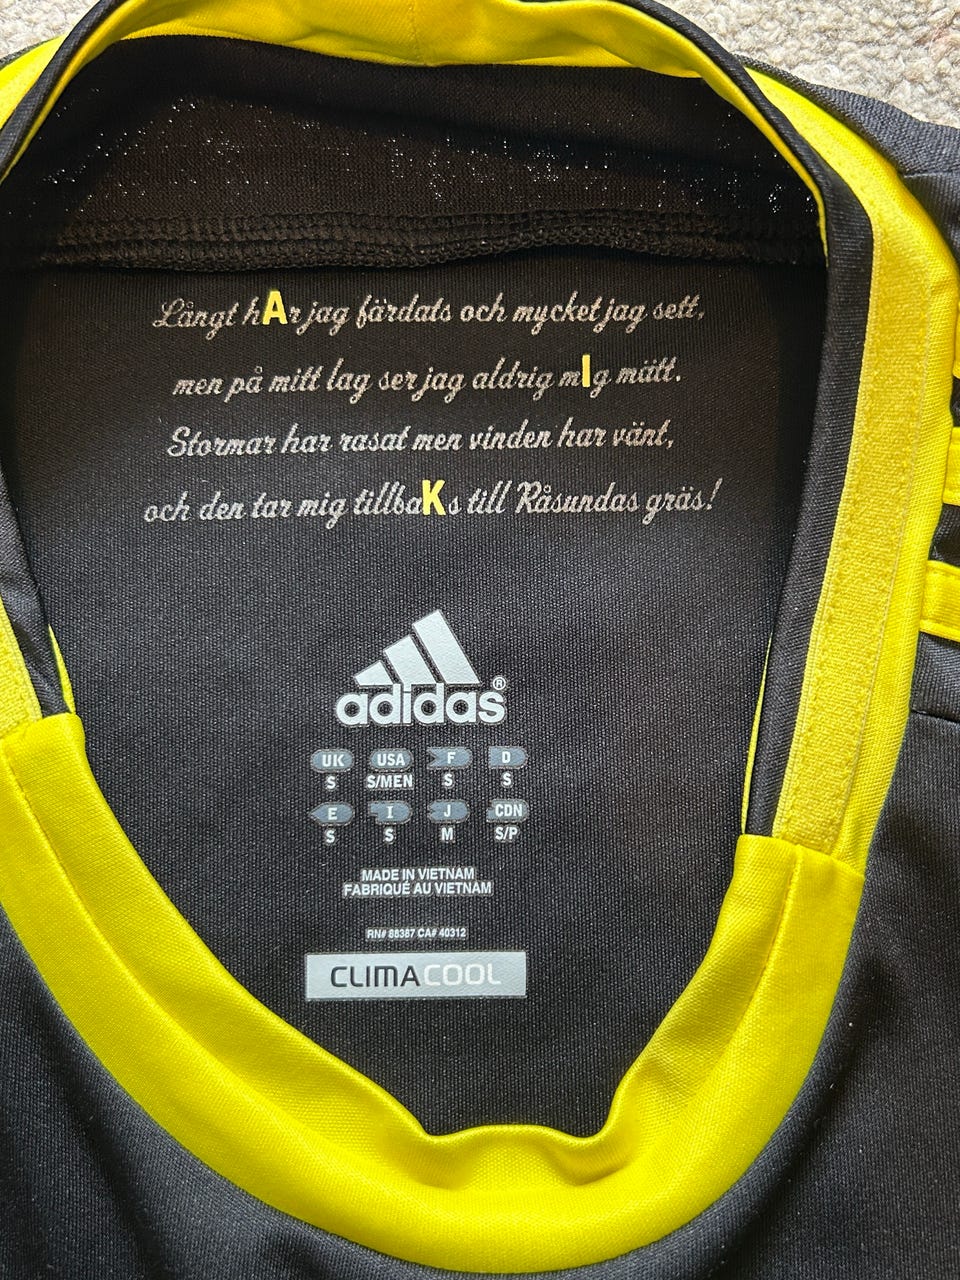 Långt hAr jag färdats och mycket jag sett,
men på mitt lag ser jag aldrig mIg mätt.
Stormar har rasat men vinden har vänt,
och den tar mig tillbaKs till Råsundas gräs!
adidas®
UK USA F D
S S/MEN S S
E I J CDN
S S M S/P
MADE IN VIETNAM
FABRIQUÉ AU VIETNAM
RN# 88387 CA# 40312
CLIMACOOL